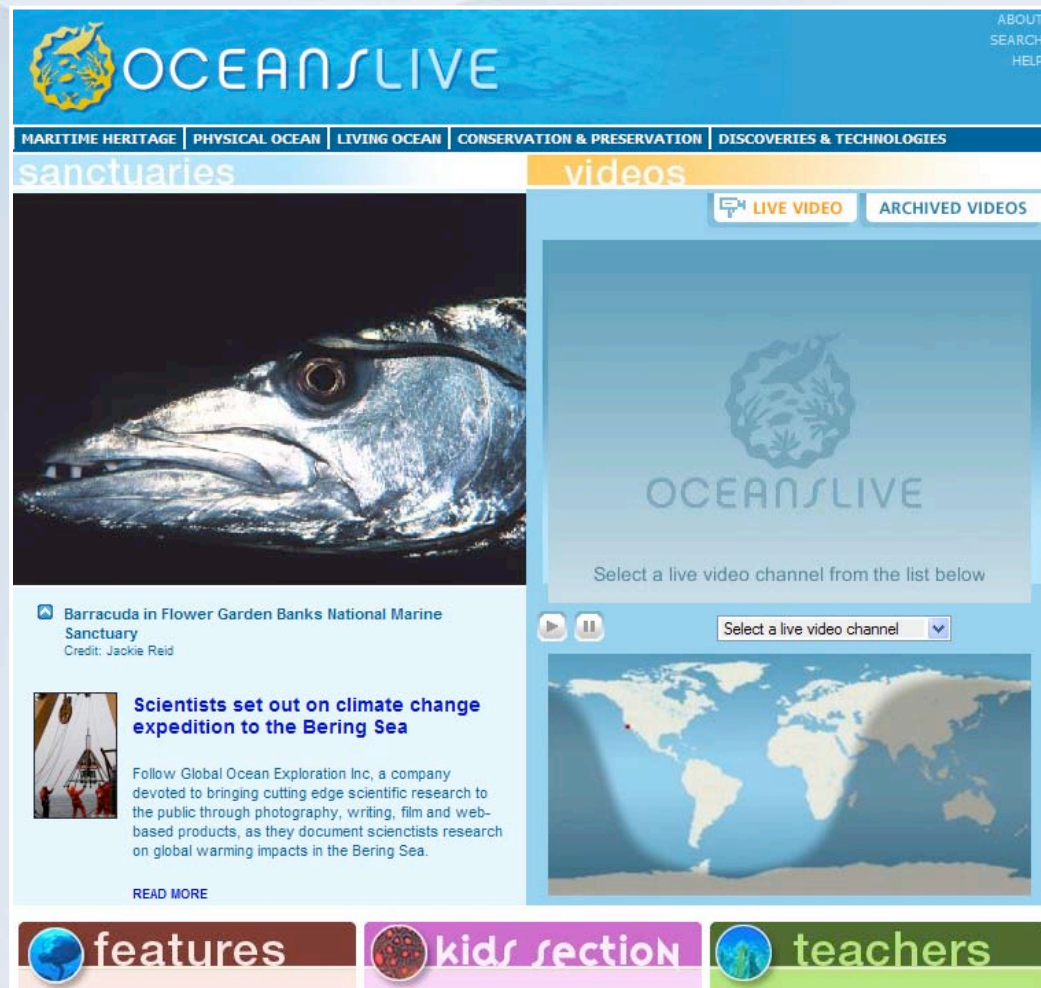 OCEANSLIVE
ABOUT
SEARCH
HELP
MARITIME HERITAGE PHYSICAL OCEAN LIVING OCEAN CONSERVATION & PRESERVATION DISCOVERIES & TECHNOLOGIES
sanctuaries
Barracuda in Flower Garden Banks National Marine
Sanctuary
Credit: Jackie Reid
Scientists set out on climate change
expedition to the Bering Sea
Follow Global Ocean Exploration Inc, a company
devoted to bringing cutting edge scientific research to
the public through photography, writing, film and web-
based products, as they document scienctists research
on global warming impacts in the Bering Sea.
READ MORE
videos
LIVE VIDEO ARCHIVED VIDEOS
OCEANSLIVE
Select a live video channel from the list below
Select a live video channel
features
kids section
teachers